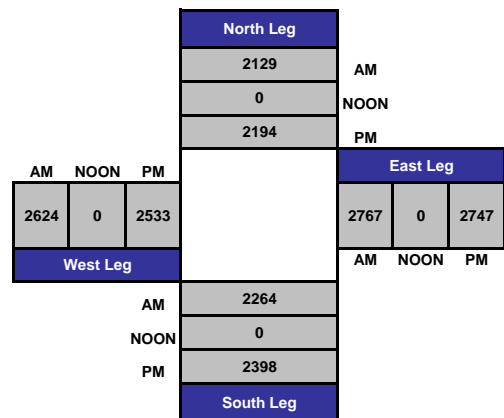 North Leg
2129
AM
0
NOON
2194
PM
AM NOON PM
East Leg
2624 0 2533
2767 0 2747
West Leg
AM NOON PM
AM
2264
NOON
0
PM
2398
South Leg